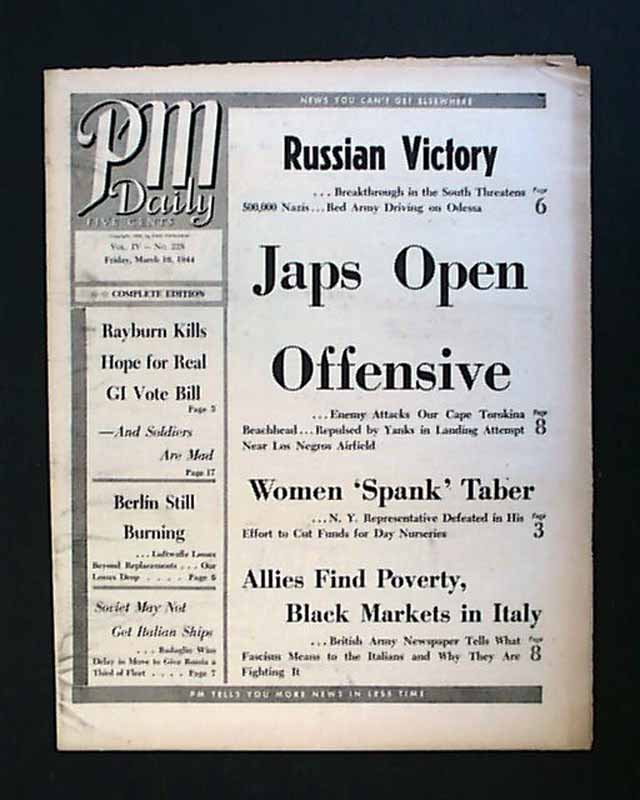 NEWS YOU CAN'T GET ELSEWHERE
PM
Daily
FIVE CENTS
Vol. IV — No. 228
Friday, March 10, 1944
COMPLETE EDITION
Rayburn Kills
Hope for Real
GI Vote Bill
Page 5
—And Soldiers
Are Mad
Page 17
Berlin Still
Burning
... Luftwaffe Losses
Beyond Replacements ... Our
Losses Drop . . . . Page 6
Soviet May Not
Get Italian Ships
... Badoglio Wins
Delay in Move to Give Russia a
Third of Fleet . . . . Page 7
Russian Victory
... Breakthrough in the South Threatens Page
500,000 Nazis ... Red Army Driving on Odessa 6
Japs Open
Offensive
... Enemy Attacks Our Cape Torokina Page
Beachhead ... Repulsed by Yanks in Landing Attempt 8
Near Los Negros Airfield
Women 'Spank' Taber
... N. Y. Representative Defeated in His Page
Effort to Cut Funds for Day Nurseries 3
Allies Find Poverty,
Black Markets in Italy
... British Army Newspaper Tells What Page
Fascism Means to the Italians and Why They Are 8
Fighting It
PM TELLS YOU MORE NEWS IN LESS TIME